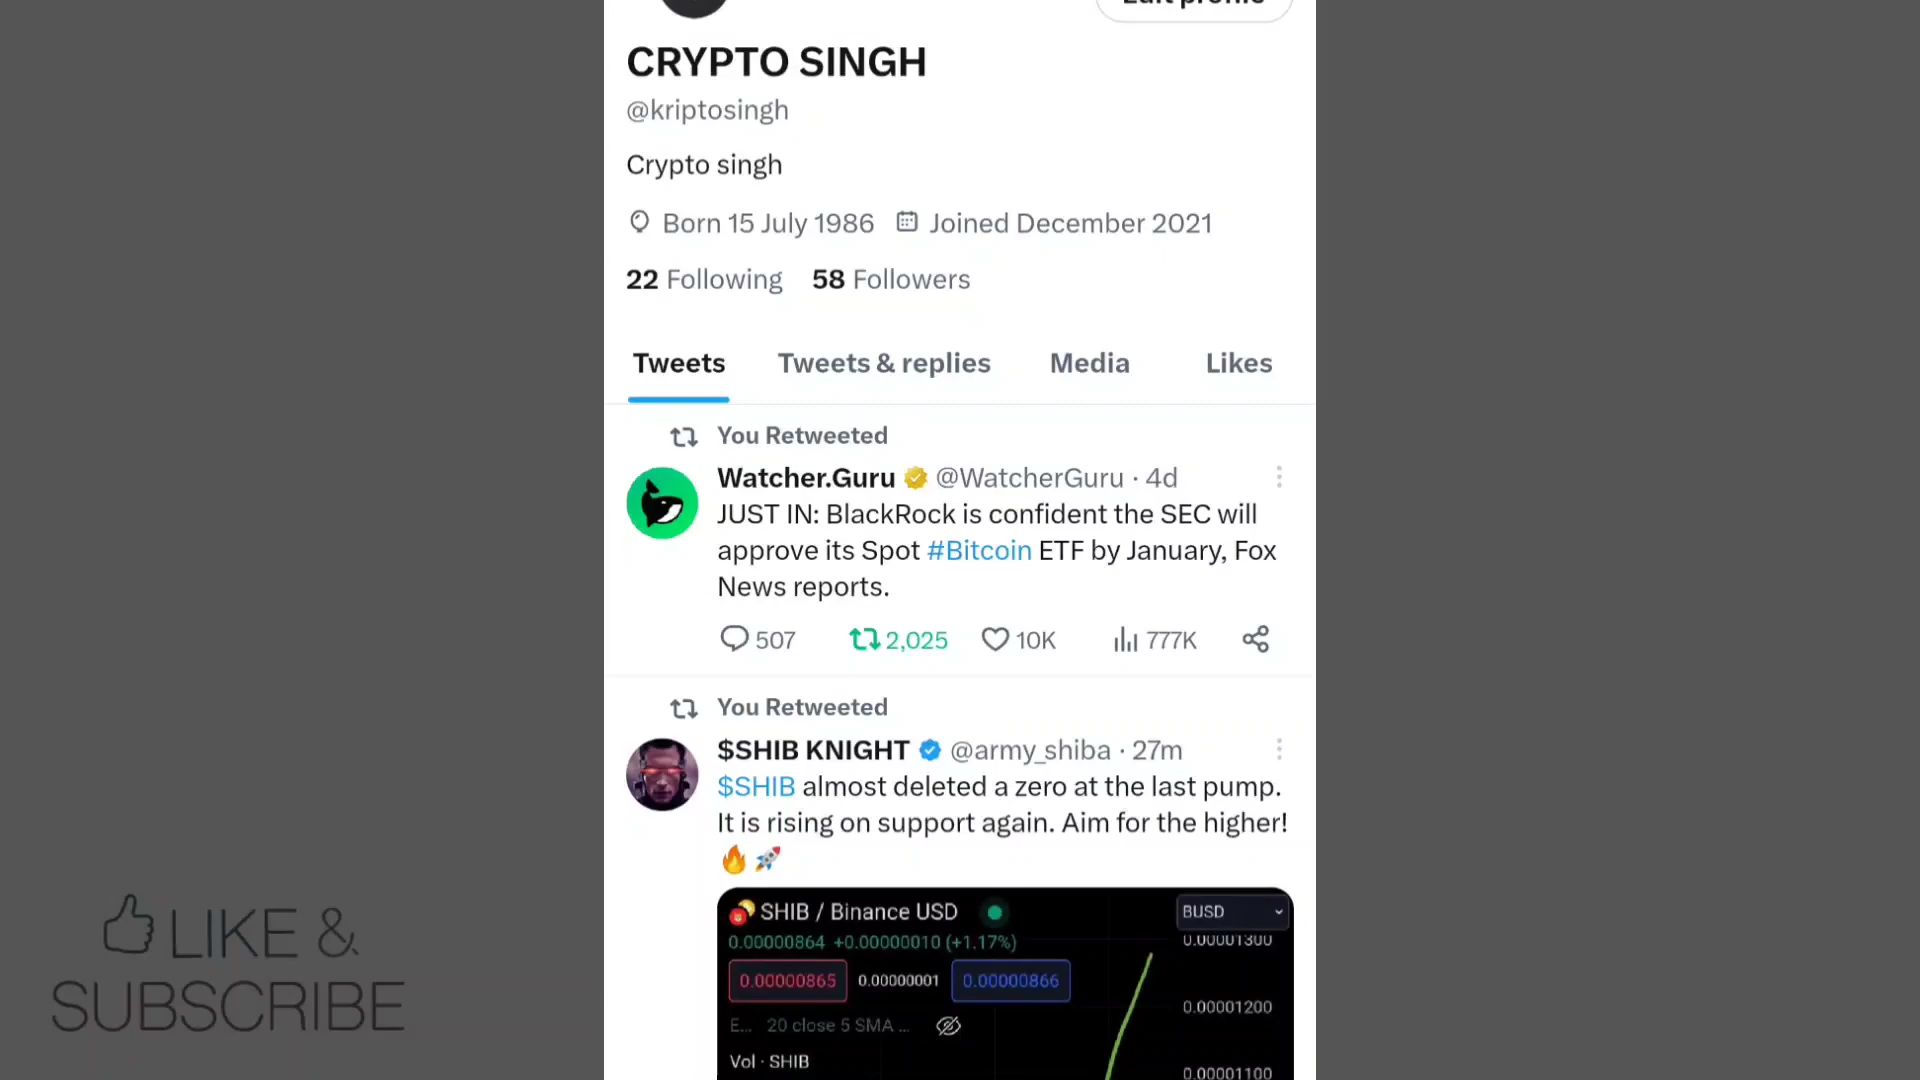 Edit profile
CRYPTO SINGH
@kriptosingh
Crypto singh
Born 15 July 1986 Joined December 2021
22 Following 58 Followers
Tweets Tweets & replies Media Likes
You Retweeted
Watcher.Guru @WatcherGuru · 4d
JUST IN: BlackRock is confident the SEC will
approve its Spot #Bitcoin ETF by January, Fox
News reports.
507 2,025 10K 777K
You Retweeted
$SHIB KNIGHT @army_shiba · 27m
$SHIB almost deleted a zero at the last pump.
It is rising on support again. Aim for the higher!
🔥 🚀
SHIB / Binance USD BUSD
0.00000864 +0.00000010 (+1.17%) 0.00001300
0.00000865 0.00000001 0.00000866
0.00001200
E... 20 close 5 SMA ...
Vol · SHIB
0.00001100
LIKE &
SUBSCRIBE